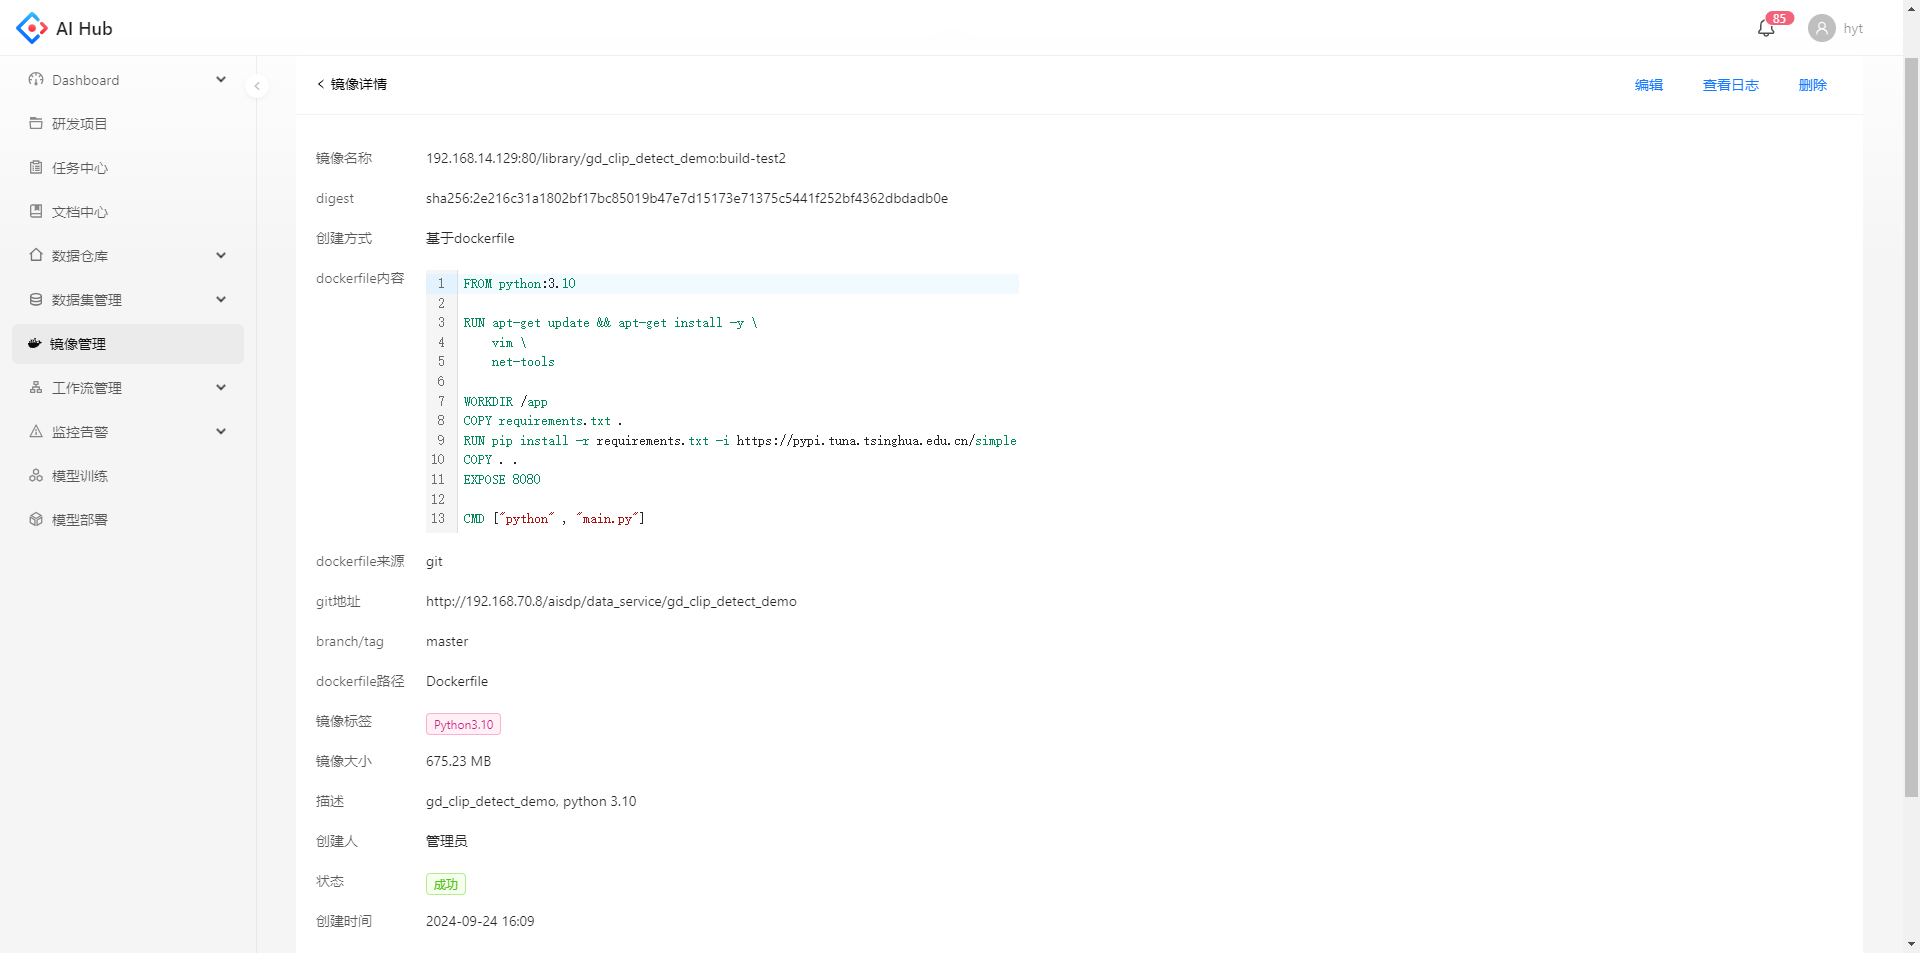 AI Hub
85
hyt
Dashboard
研发项目
任务中心
文档中心
数据仓库
数据集管理
镜像管理
工作流管理
监控告警
模型训练
模型部署
< 镜像详情
编辑 查看日志 删除
镜像名称 192.168.14.129:80/library/gd_clip_detect_demo:build-test2
digest sha256:2e216c31a1802bf17bc85019b47e7d15173e71375c5441f252bf4362dbdadb0e
创建方式 基于dockerfile
dockerfile内容
1 FROM python:3.10
2
3 RUN apt-get update && apt-get install -y \
4 vim \
5 net-tools
6
7 WORKDIR /app
8 COPY requirements.txt .
9 RUN pip install -r requirements.txt -i https://pypi.tuna.tsinghua.edu.cn/simple
10 COPY . .
11 EXPOSE 8080
12
13 CMD ["python" , "main.py"]
dockerfile来源 git
git地址 http://192.168.70.8/aisdp/data_service/gd_clip_detect_demo
branch/tag master
dockerfile路径 Dockerfile
镜像标签 Python3.10
镜像大小 675.23 MB
描述 gd_clip_detect_demo, python 3.10
创建人 管理员
状态 成功
创建时间 2024-09-24 16:09